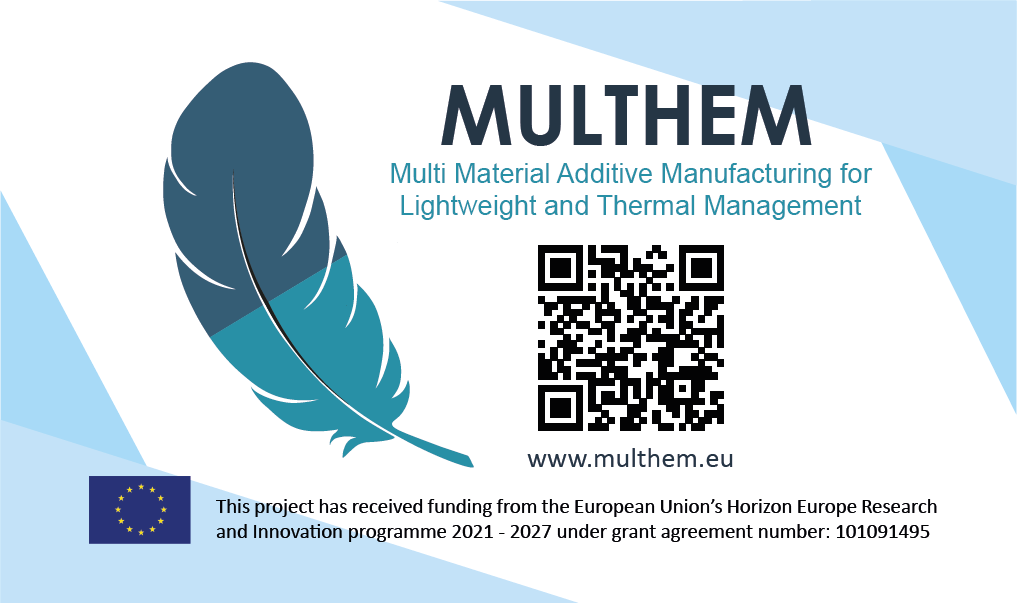 MULTHEM
Multi Material Additive Manufacturing for
Lightweight and Thermal Management
www.multhem.eu
This project has received funding from the European Union’s Horizon Europe Research
and Innovation programme 2021 - 2027 under grant agreement number: 101091495